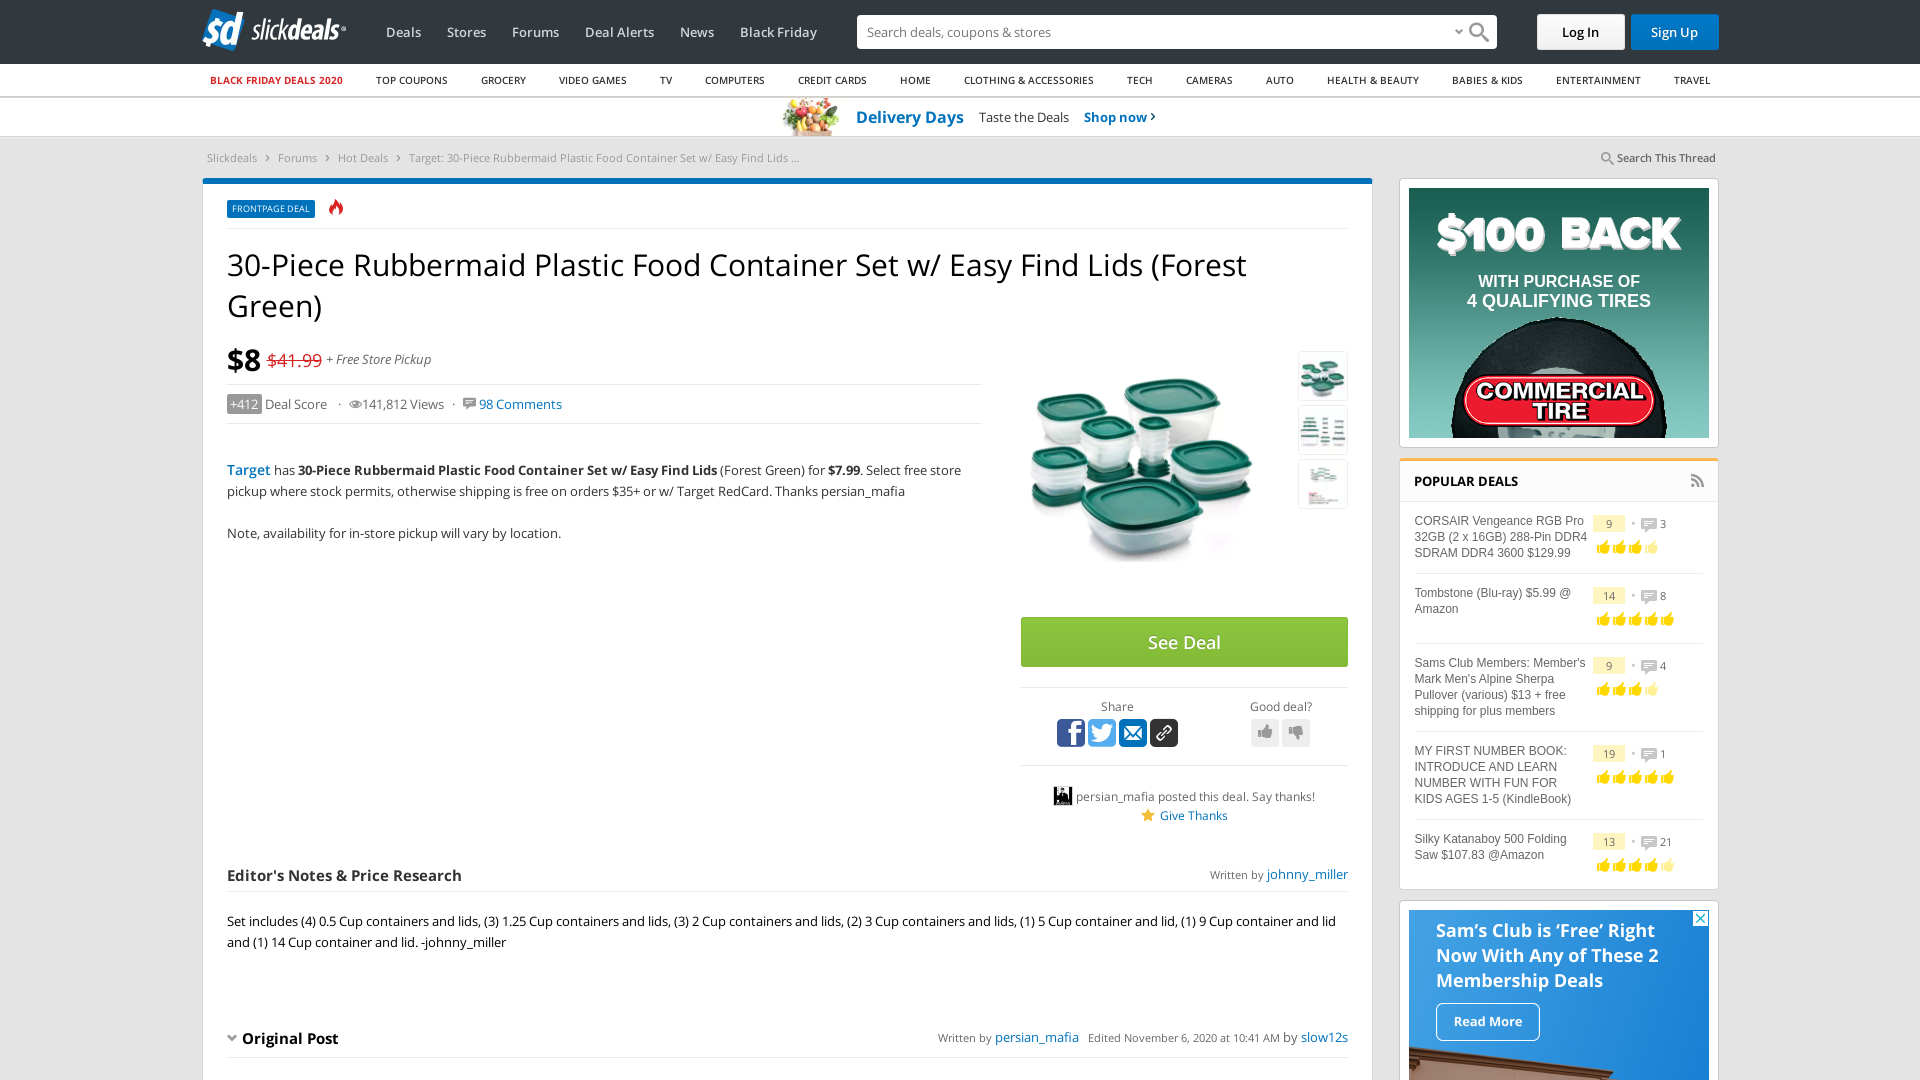 sd slickdeals
Deals Stores Forums Deal Alerts News Black Friday
Search deals, coupons & stores
Log In Sign Up
BLACK FRIDAY DEALS 2020 TOP COUPONS GROCERY VIDEO GAMES TV COMPUTERS CREDIT CARDS HOME CLOTHING & ACCESSORIES TECH CAMERAS AUTO HEALTH & BEAUTY BABIES & KIDS ENTERTAINMENT TRAVEL
Delivery Days Taste the Deals Shop now ›
Slickdeals › Forums › Hot Deals › Target: 30-Piece Rubbermaid Plastic Food Container Set w/ Easy Find Lids ...
Search This Thread
FRONTPAGE DEAL
30-Piece Rubbermaid Plastic Food Container Set w/ Easy Find Lids (Forest
Green)
$8 $41.99 + Free Store Pickup
+412 Deal Score · 141,812 Views · 98 Comments
Target has 30-Piece Rubbermaid Plastic Food Container Set w/ Easy Find Lids (Forest Green) for $7.99. Select free store
pickup where stock permits, otherwise shipping is free on orders $35+ or w/ Target RedCard. Thanks persian_mafia
Note, availability for in-store pickup will vary by location.
See Deal
Share
Good deal?
persian_mafia posted this deal. Say thanks!
Give Thanks
Editor's Notes & Price Research
Written by johnny_miller
Set includes (4) 0.5 Cup containers and lids, (3) 1.25 Cup containers and lids, (3) 2 Cup containers and lids, (2) 3 Cup containers and lids, (1) 5 Cup container and lid, (1) 9 Cup container and lid
and (1) 14 Cup container and lid. -johnny_miller
Original Post
Written by persian_mafia Edited November 6, 2020 at 10:41 AM by slow12s
$100 BACK
WITH PURCHASE OF
4 QUALIFYING TIRES
COMMERCIAL
TIRE
POPULAR DEALS
CORSAIR Vengeance RGB Pro
32GB (2 x 16GB) 288-Pin DDR4
SDRAM DDR4 3600 $129.99
9 • 3
Tombstone (Blu-ray) $5.99 @
Amazon
14 • 8
Sams Club Members: Member's
Mark Men's Alpine Sherpa
Pullover (various) $13 + free
shipping for plus members
9 • 4
MY FIRST NUMBER BOOK:
INTRODUCE AND LEARN
NUMBER WITH FUN FOR
KIDS AGES 1-5 (KindleBook)
19 • 1
Silky Katanaboy 500 Folding
Saw $107.83 @Amazon
13 • 21
Sam's Club is ‘Free’ Right
Now With Any of These 2
Membership Deals
Read More